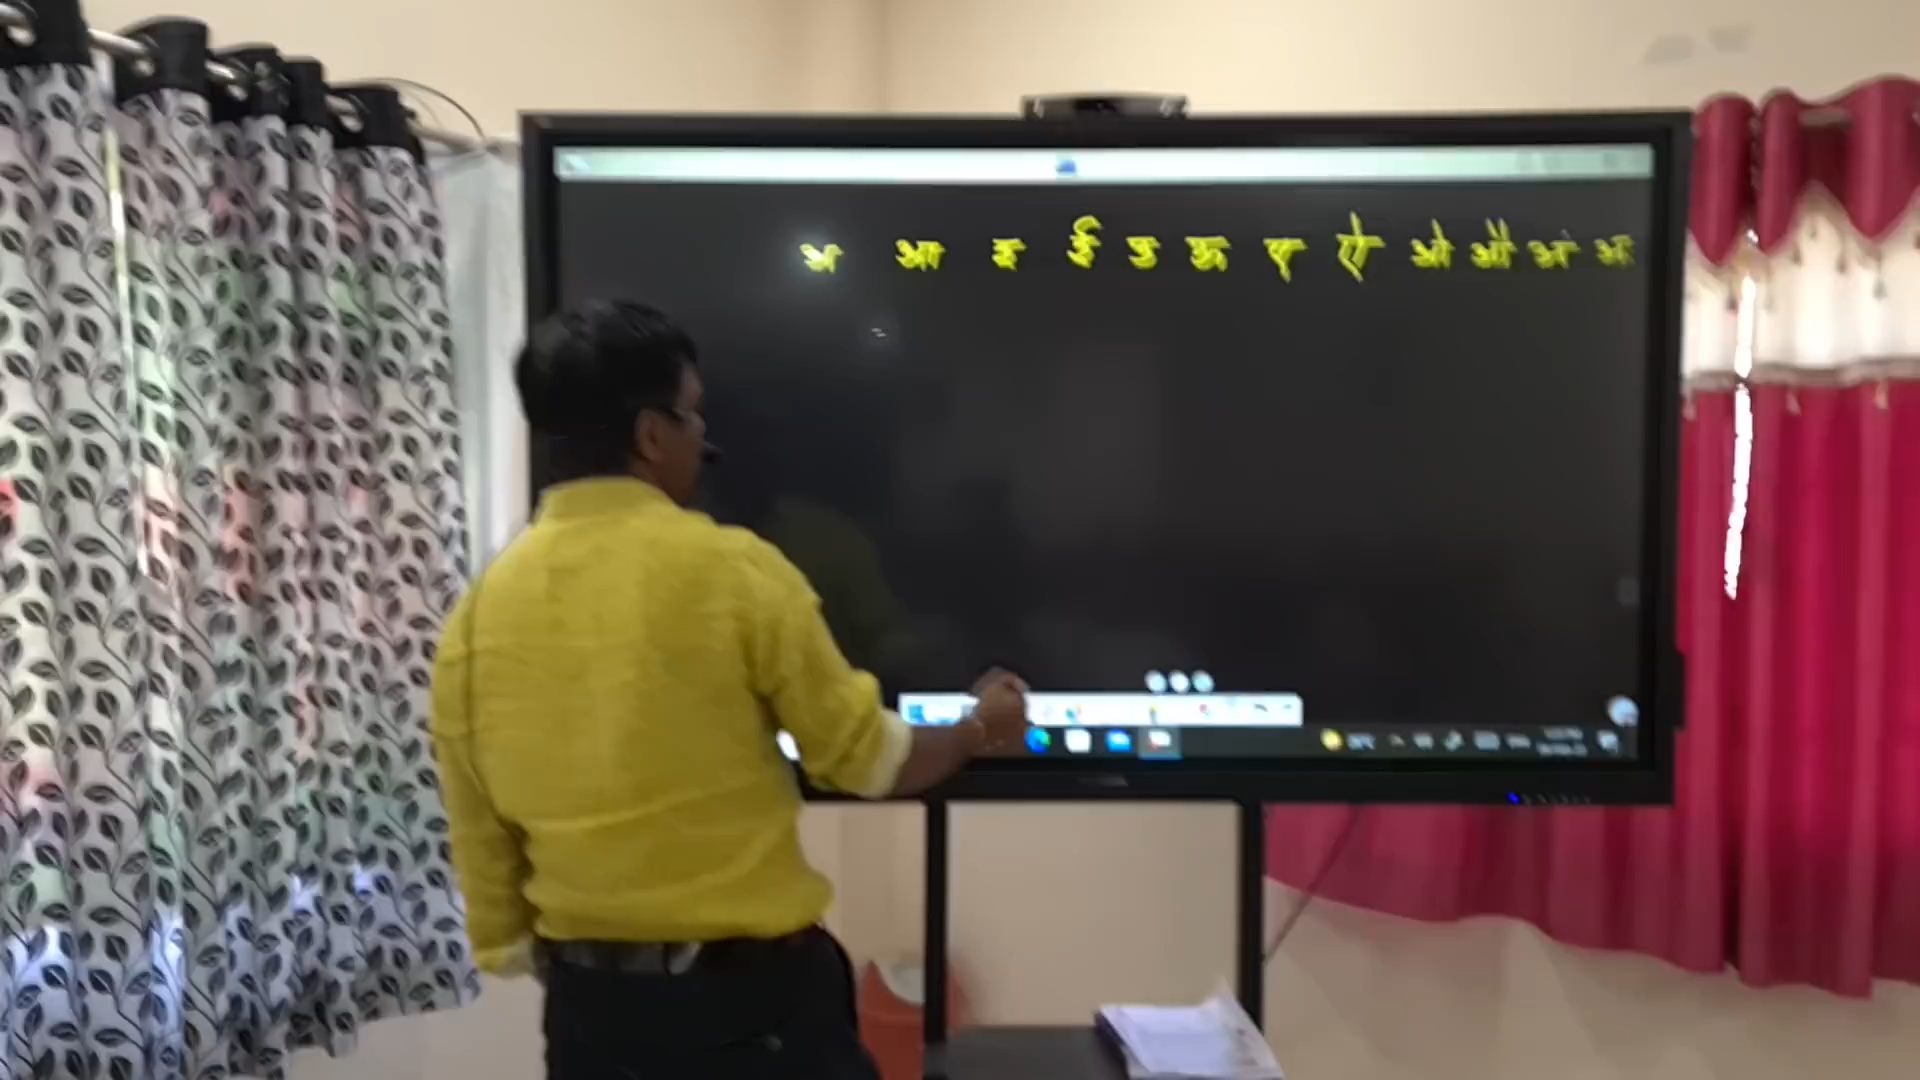 अ आ इ ई उ ऊ ए ऐ ओ औ अं अः